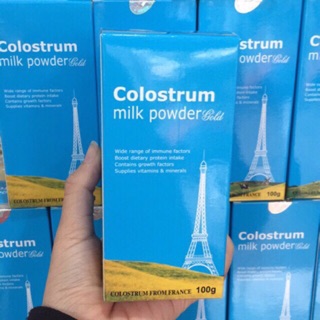 Colostrum
milk powder Gold
Wide range of immune factors
Boost dietary protein intake
Contains growth factors
Supplies vitamins & minerals
COLOSTRUM FROM FRANCE 100g